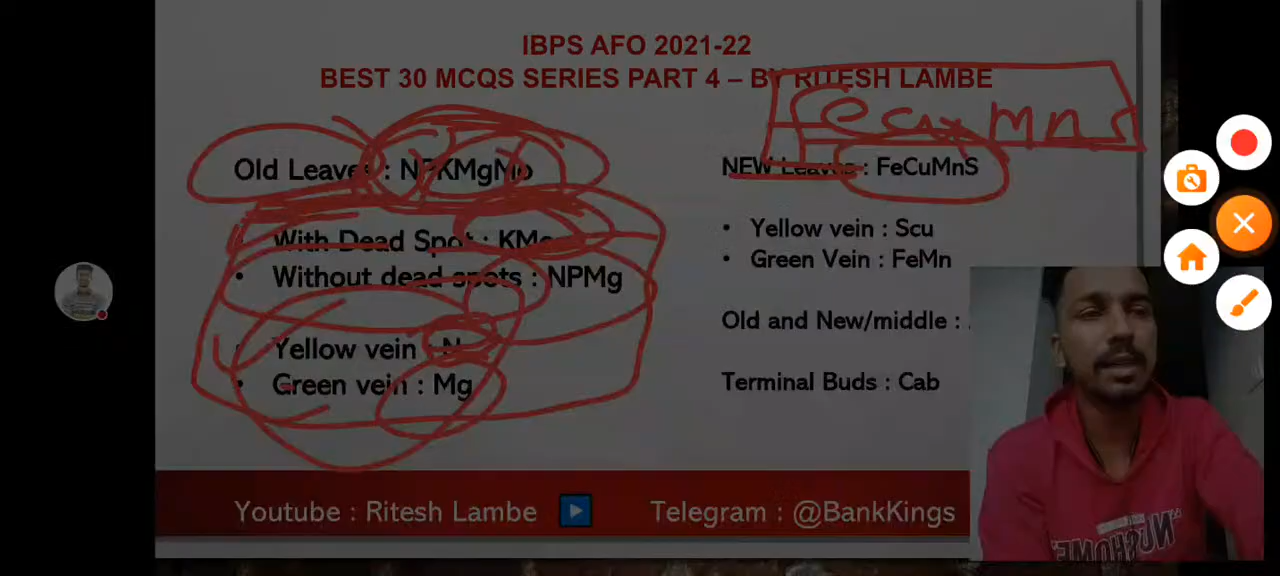 IBPS AFO 2021-22
BEST 30 MCQS SERIES PART 4 – BY RITESH LAMBE
Fecu mns
Old Leaves : NPKMgMo
• With Dead Spot : KMo
• Without dead spots : NPMg
• Yellow vein : N
• Green vein : Mg
NEW Leaves : FeCuMnS
• Yellow vein : Scu
• Green Vein : FeMn
Old and New/middle :
Terminal Buds : Cab
Youtube : Ritesh Lambe
Telegram : @BankKings